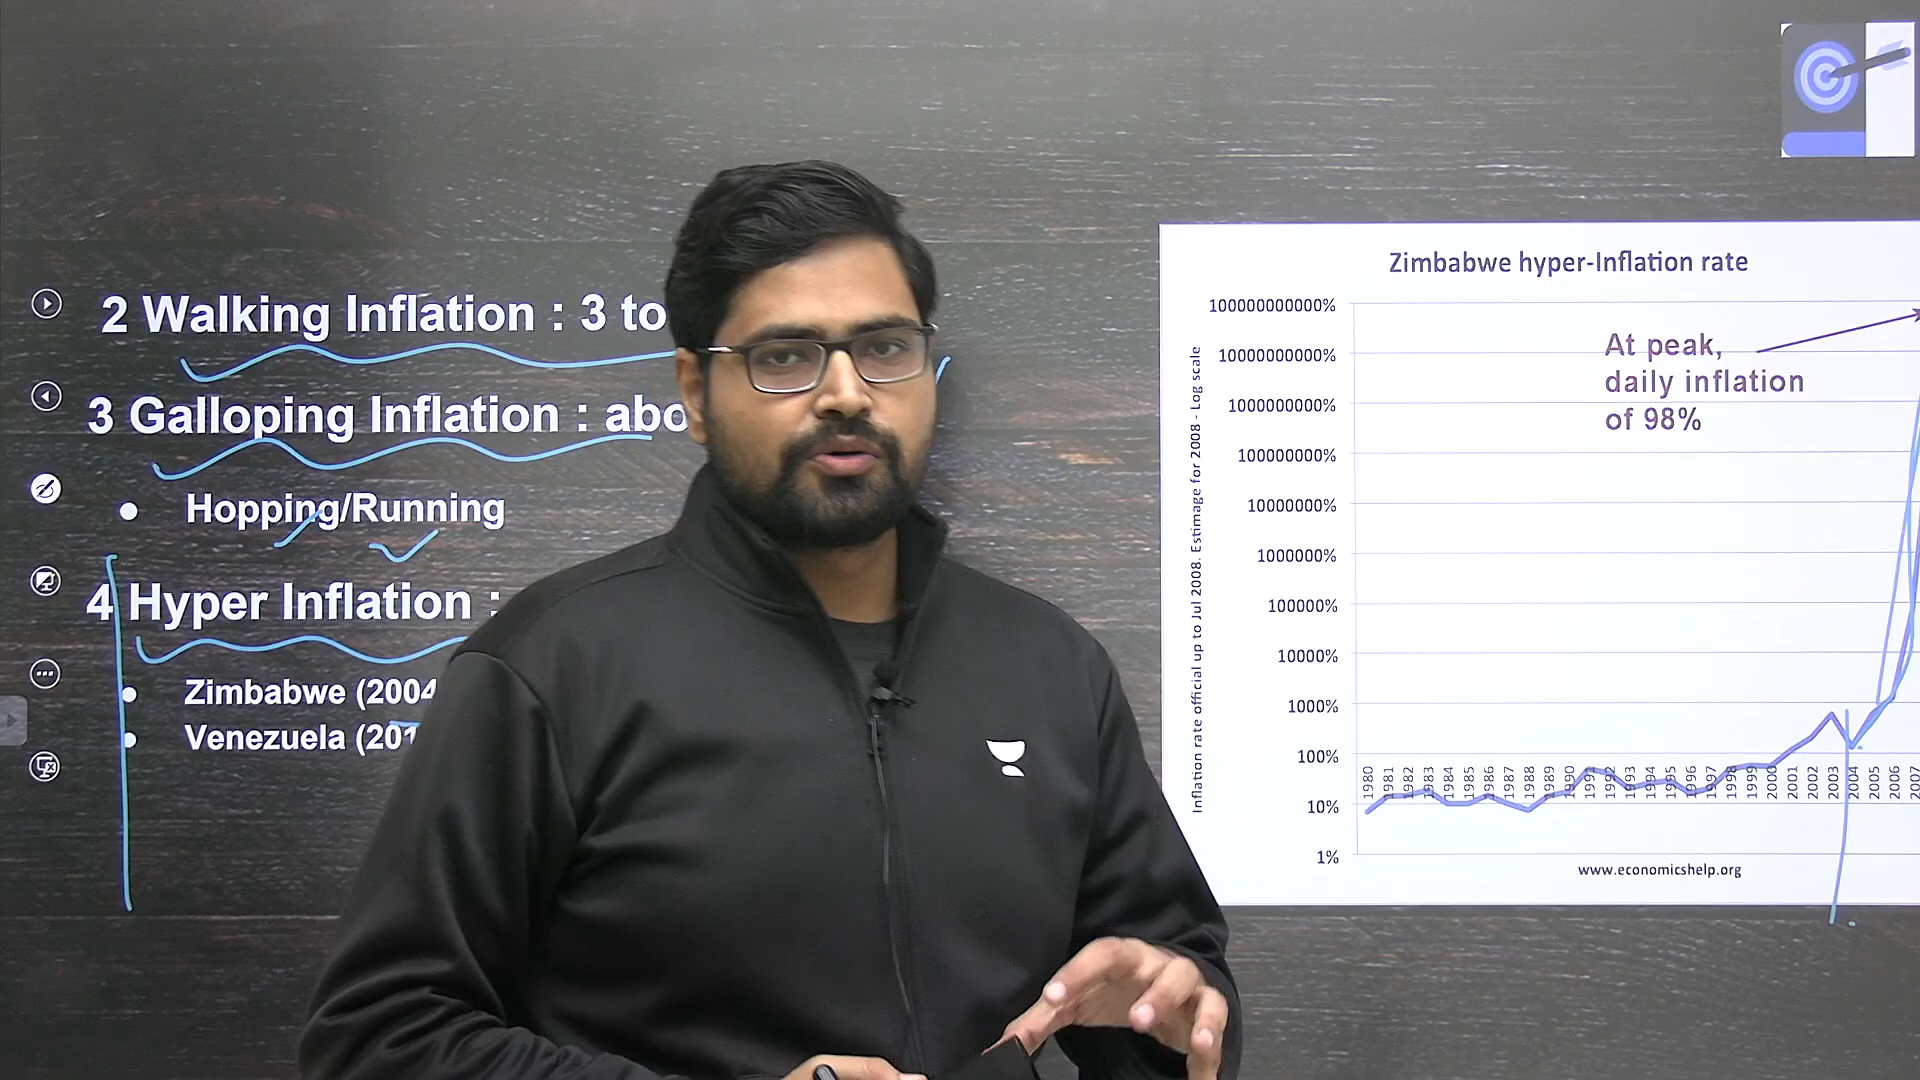 2 Walking Inflation : 3 to
3 Galloping Inflation :
Hopping/Running
4 Hyper Inflation :
Zimbabwe (2004
Venezuela (201
Zimbabwe hyper-Inflation rate
Inflation rate official up to Jul 2008. Estimage for 2008 - Log scale
100000000000%
10000000000%
1000000000%
100000000%
10000000%
1000000%
100000%
10000%
1000%
100%
10%
1%
At peak,
daily inflation
of 98%
1980 1981 1982 1983 1984 1985 1986 1987 1988 1989 1990 1991 1992 1993 1994 1995 1996 1997 1998 1999 2000 2001 2002 2003 2004 2005 2006 2007
www.economicshelp.org